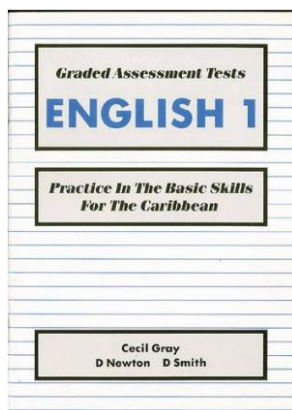 Graded Assessment Tests
ENGLISH 1
Practice In The Basic Skills
For The Caribbean
Cecil Gray
D Newton D Smith